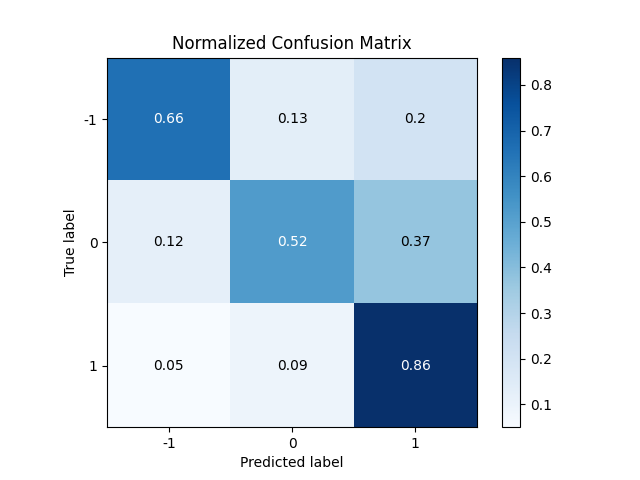 Normalized Confusion Matrix
-1 0.66 0.13 0.2
0 0.12 0.52 0.37
1 0.05 0.09 0.86
-1 0 1
Predicted label
True label
0.8
0.7
0.6
0.5
0.4
0.3
0.2
0.1